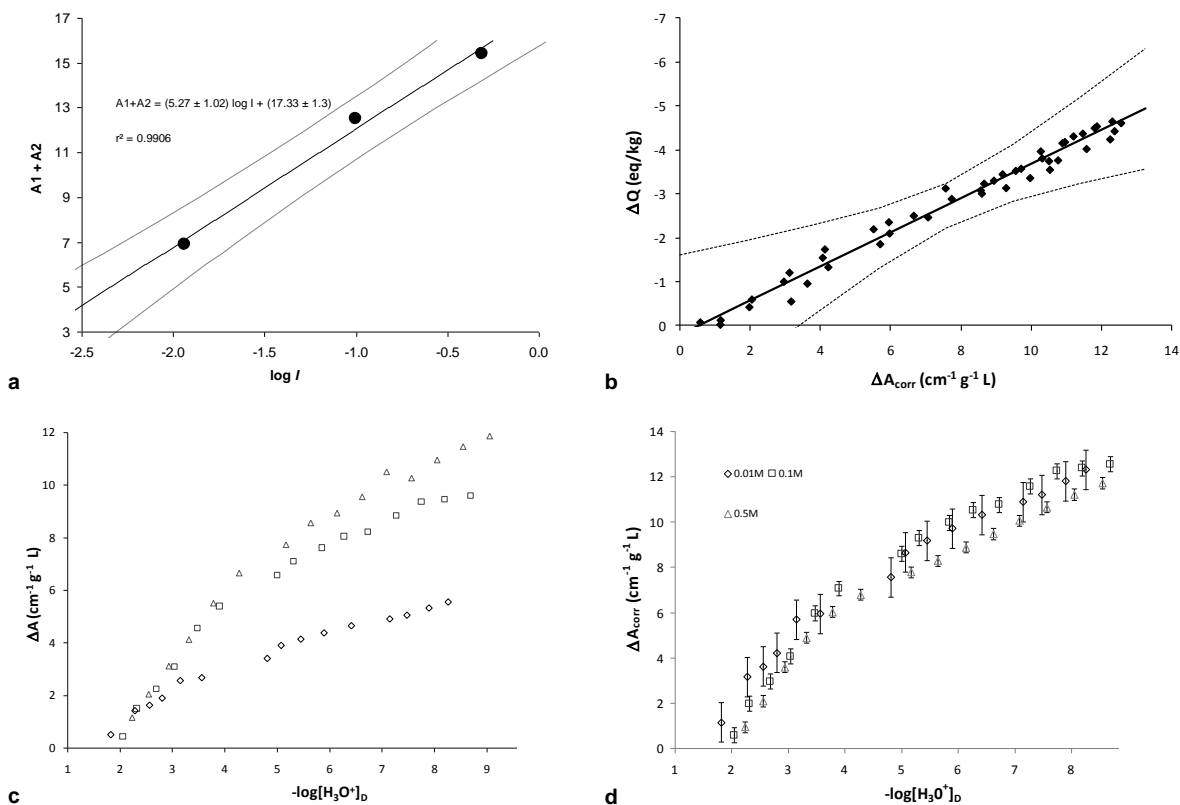 17
15
13
11
9
7
5
3
A1 + A2
A1+A2 = (5.27 ± 1.02) log I + (17.33 ± 1.3)
r² = 0.9906
-2.5 -2.0 -1.5 -1.0 -0.5 0.0
log I
a
-7
-6
-5
-4
-3
-2
-1
0
ΔQ (eq/kg)
0 2 4 6 8 10 12 14
ΔAcorr (cm-1 g-1 L)
b
12
10
8
6
4
2
0
ΔA (cm-1 g-1 L)
1 2 3 4 5 6 7 8 9
-log[H3O+]D
c
14
12
10
8
6
4
2
0
ΔAcorr (cm-1 g-1 L)
0.01M 0.1M
0.5M
1 2 3 4 5 6 7 8
-log[H30+]D
d